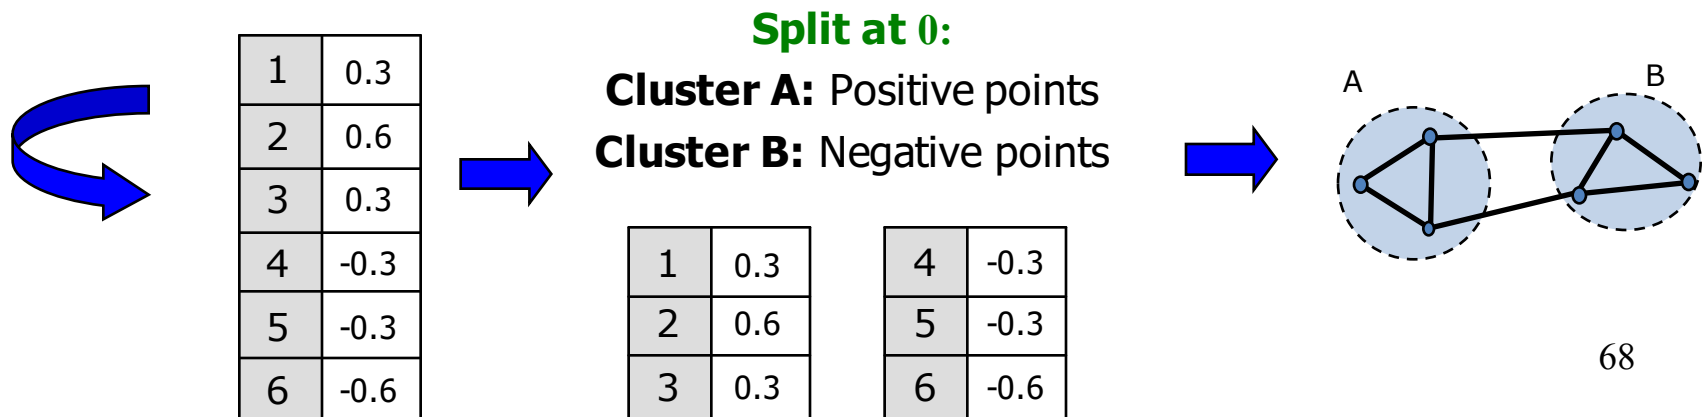 1 0.3
2 0.6
3 0.3
4 -0.3
5 -0.3
6 -0.6
Split at 0:
Cluster A: Positive points
Cluster B: Negative points
1 0.3
2 0.6
3 0.3
4 -0.3
5 -0.3
6 -0.6
A
B
68